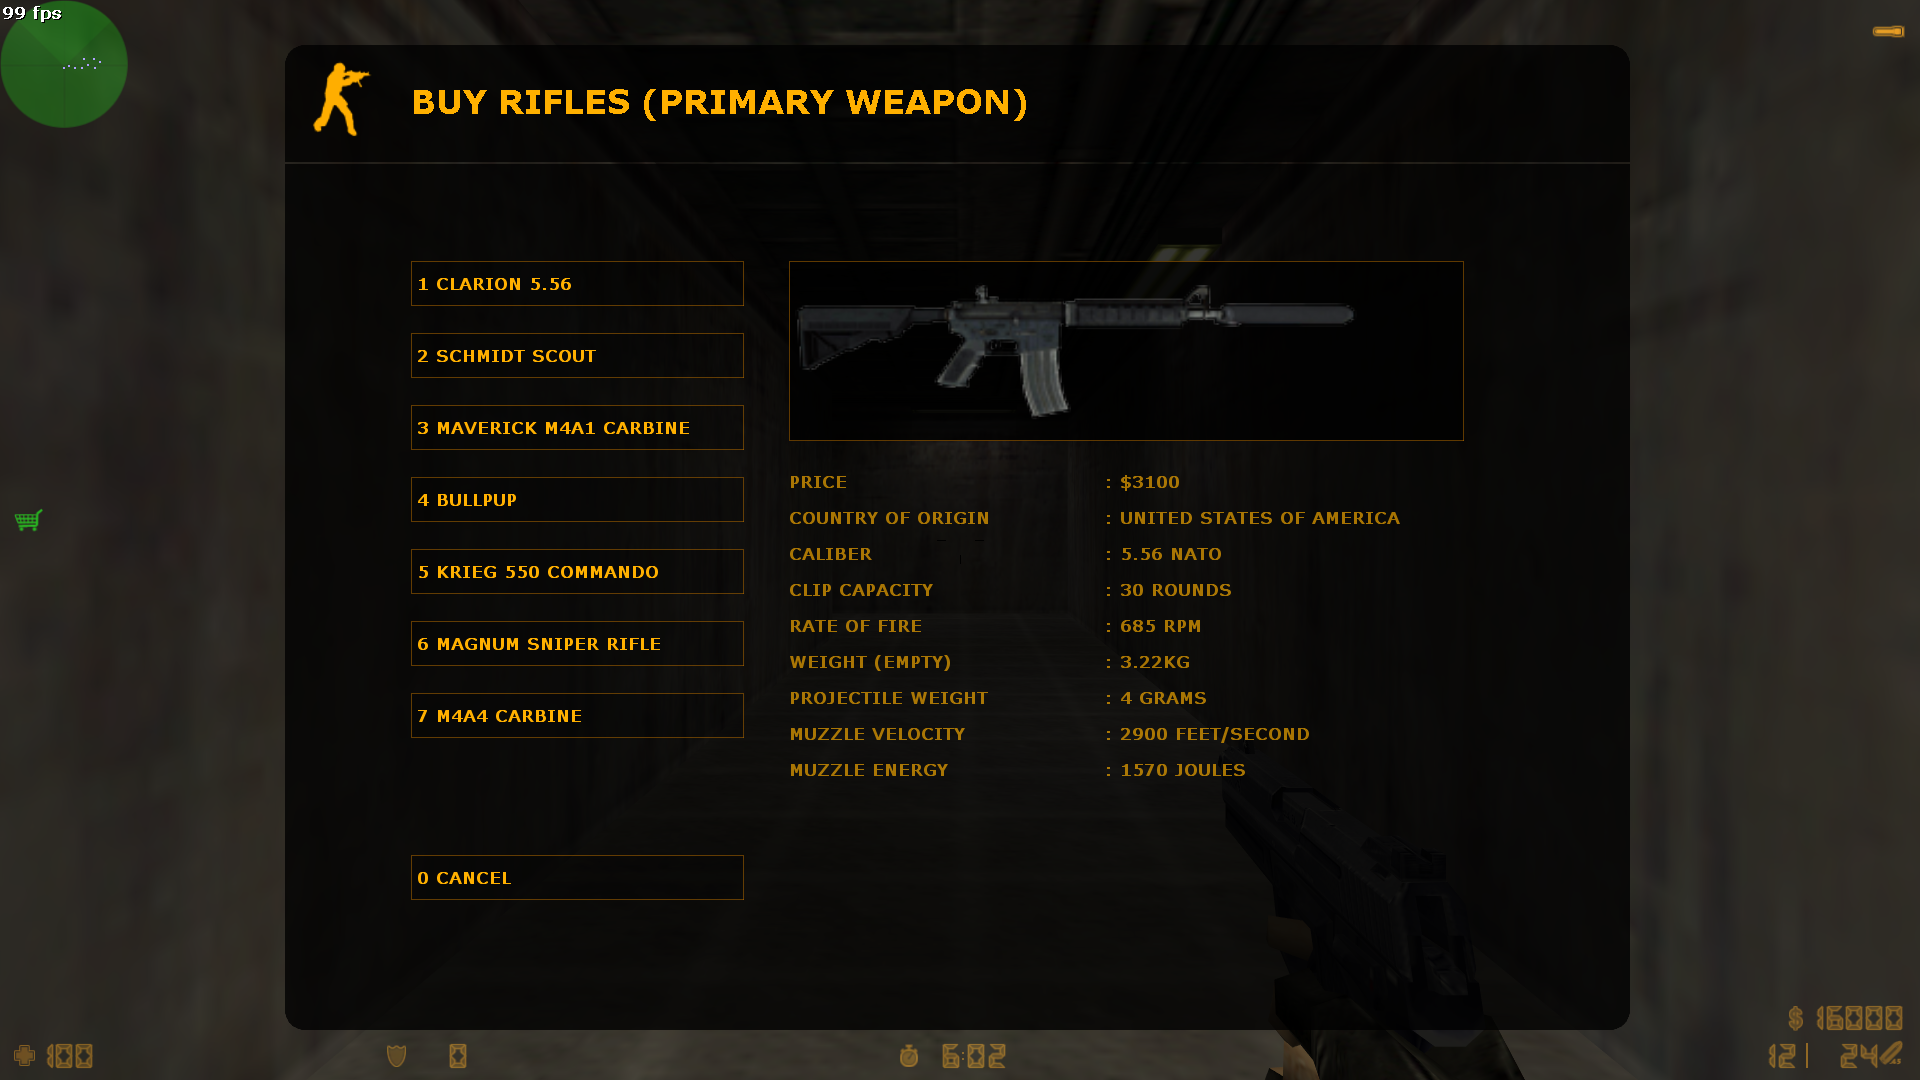 99 fps
BUY RIFLES (PRIMARY WEAPON)
1 CLARION 5.56
2 SCHMIDT SCOUT
3 MAVERICK M4A1 CARBINE
4 BULLPUP
5 KRIEG 550 COMMANDO
6 MAGNUM SNIPER RIFLE
7 M4A4 CARBINE
0 CANCEL
PRICE : $3100
COUNTRY OF ORIGIN : UNITED STATES OF AMERICA
CALIBER : 5.56 NATO
CLIP CAPACITY : 30 ROUNDS
RATE OF FIRE : 685 RPM
WEIGHT (EMPTY) : 3.22KG
PROJECTILE WEIGHT : 4 GRAMS
MUZZLE VELOCITY : 2900 FEET/SECOND
MUZZLE ENERGY : 1570 JOULES
$ 16000
100 0 6:02 12 | 24